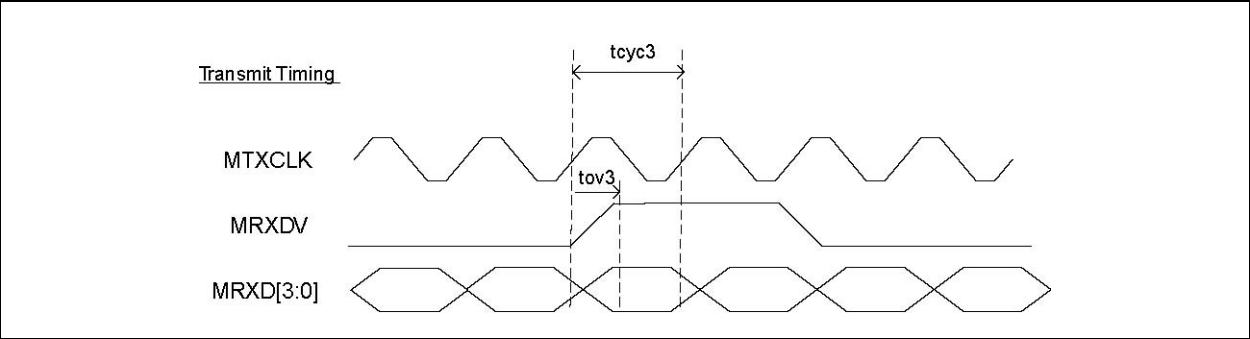 tcyc3
Transmit Timing
MTXCLK
tov3
MRXDV
MRXD[3:0]